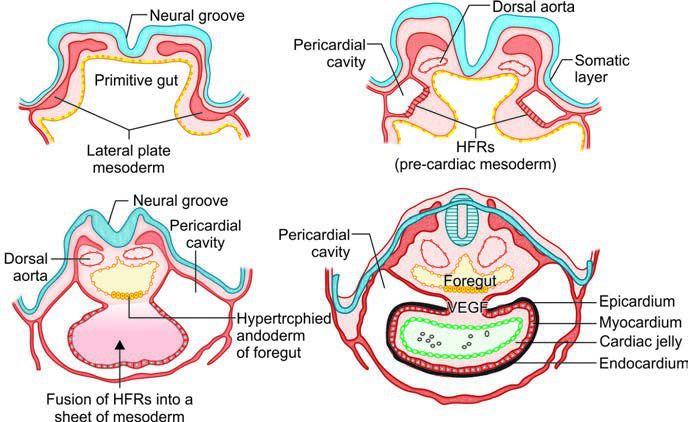 Neural groove
Primitive gut
Lateral plate
mesoderm
Dorsal aorta
Pericardial
cavity
Somatic
layer
HFRs
(pre-cardiac mesoderm)
Neural groove
Pericardial
cavity
Dorsal
aorta
Hypertrcphied
andoderm
of foregut
Fusion of HFRs into a
sheet of mesoderm
Pericardial
cavity
Foregut
VEGF
Epicardium
Myocardium
Cardiac jelly
Endocardium